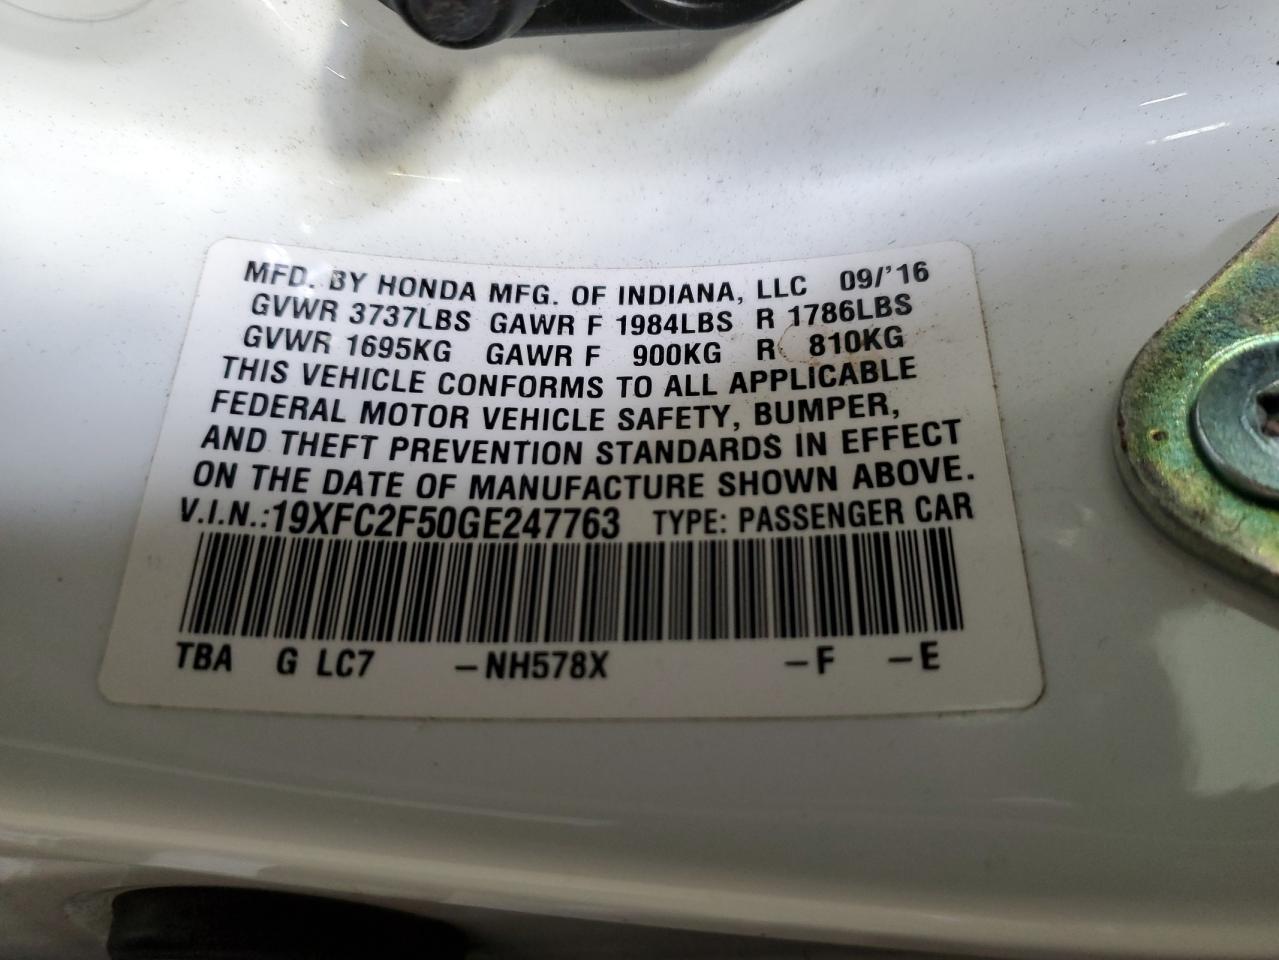 MFD. BY HONDA MFG. OF INDIANA, LLC 09/'16
GVWR 3737LBS GAWR F 1984LBS R 1786LBS
GVWR 1695KG GAWR F 900KG R 810KG
THIS VEHICLE CONFORMS TO ALL APPLICABLE
FEDERAL MOTOR VEHICLE SAFETY, BUMPER,
AND THEFT PREVENTION STANDARDS IN EFFECT
ON THE DATE OF MANUFACTURE SHOWN ABOVE.
V.I.N.:19XFC2F50GE247763 TYPE: PASSENGER CAR
TBA G LC7 –NH578X –F –E